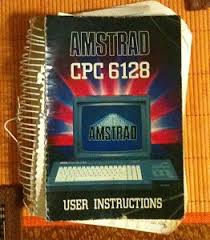 AMSTRAD
CPC 6128
AMSTRAD
USER INSTRUCTIONS